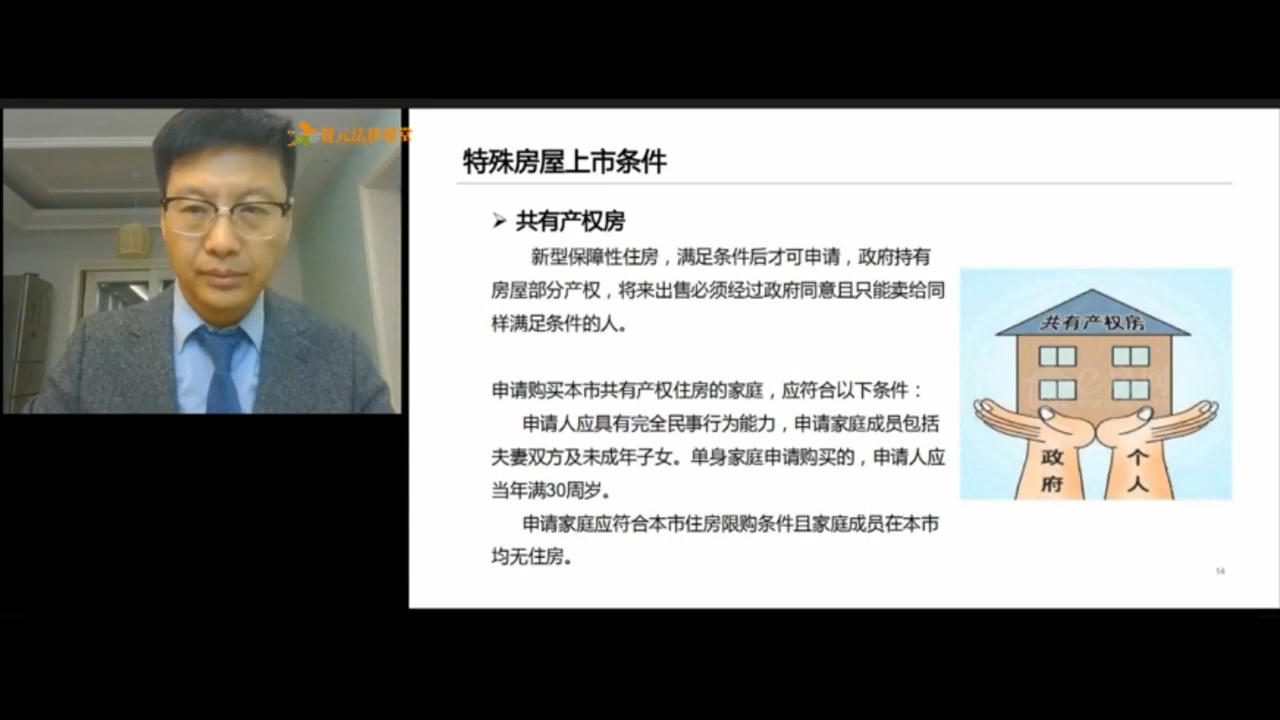 智元法律课堂
特殊房屋上市条件
➢ 共有产权房
新型保障性住房，满足条件后才可申请，政府持有
房屋部分产权，将来出售必须经过政府同意且只能卖给同
样满足条件的人。
申请购买本市共有产权住房的家庭，应符合以下条件：
申请人应具有完全民事行为能力，申请家庭成员包括
夫妻双方及未成年子女。单身家庭申请购买的，申请人应
当年满30周岁。
申请家庭应符合本市住房限购条件且家庭成员在本市
均无住房。
共有产权房
政府
个人
14